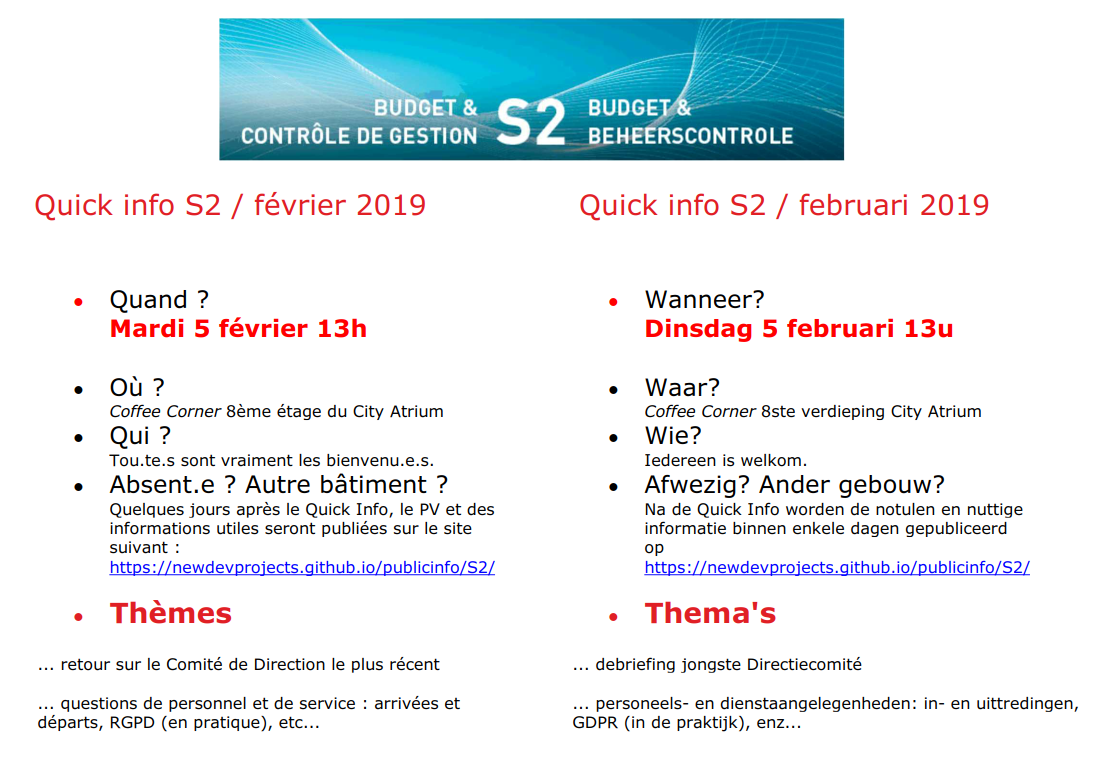 BUDGET &
CONTRÔLE DE GESTION
S2
BUDGET &
BEHEERSCONTROLE
Quick info S2 / février 2019
• Quand ?
Mardi 5 février 13h
• Où ?
Coffee Corner 8ème étage du City Atrium
• Qui ?
Tou.te.s sont vraiment les bienvenu.e.s.
• Absent.e ? Autre bâtiment ?
Quelques jours après le Quick Info, le PV et des
informations utiles seront publiées sur le site
suivant :
https://newdevprojects.github.io/publicinfo/S2/
• Thèmes
... retour sur le Comité de Direction le plus récent
... questions de personnel et de service : arrivées et
départs, RGPD (en pratique), etc...
Quick info S2 / februari 2019
• Wanneer?
Dinsdag 5 februari 13u
• Waar?
Coffee Corner 8ste verdieping City Atrium
• Wie?
Iedereen is welkom.
• Afwezig? Ander gebouw?
Na de Quick Info worden de notulen en nuttige
informatie binnen enkele dagen gepubliceerd
op
https://newdevprojects.github.io/publicinfo/S2/
• Thema's
... debriefing jongste Directiecomité
... personeels- en dienstaangelegenheden: in- en uittredingen,
GDPR (in de praktijk), enz...